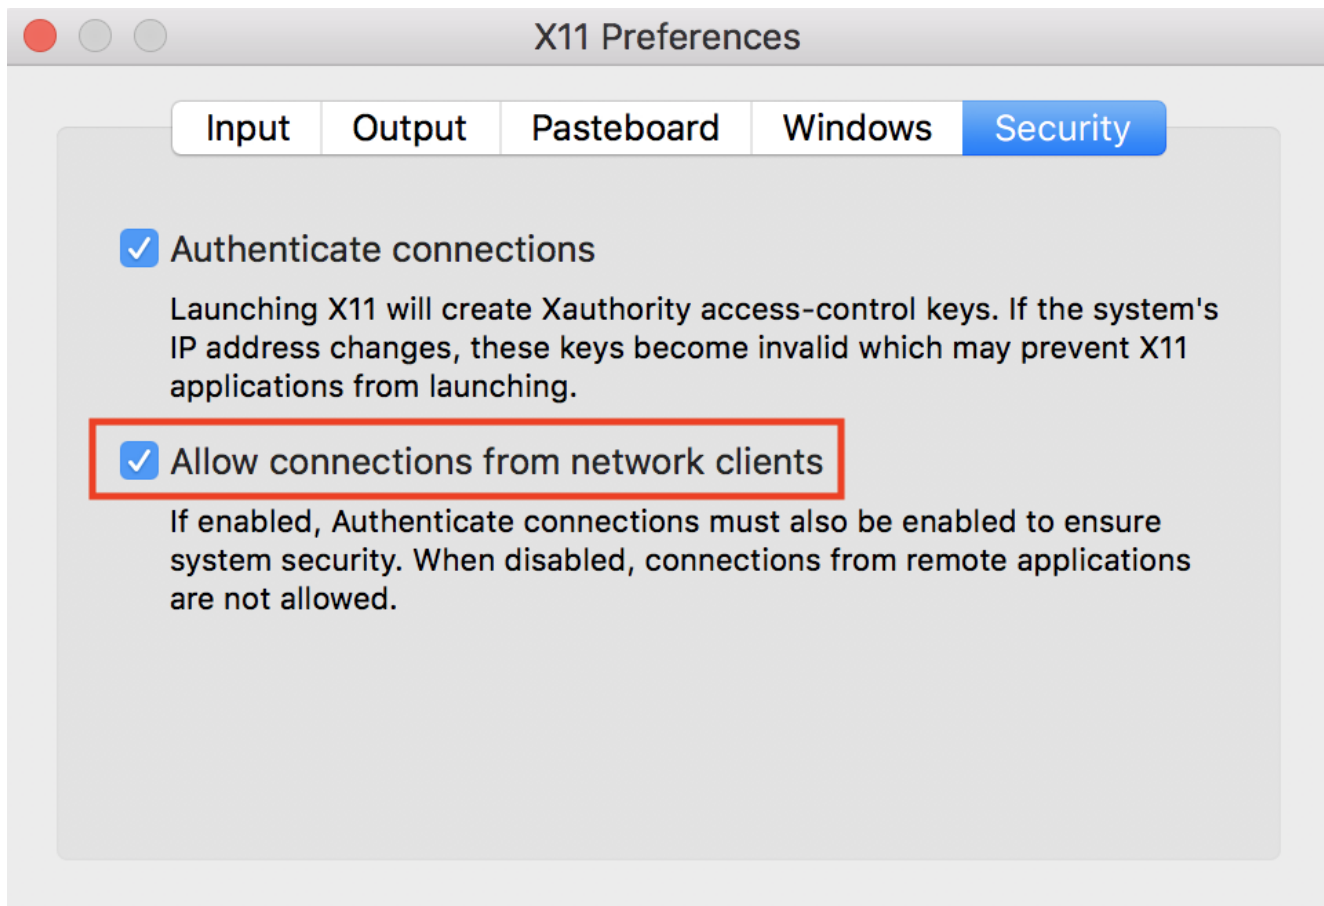 X11 Preferences
Input Output Pasteboard Windows Security
Authenticate connections
Launching X11 will create Xauthority access-control keys. If the system's
IP address changes, these keys become invalid which may prevent X11
applications from launching.
Allow connections from network clients
If enabled, Authenticate connections must also be enabled to ensure
system security. When disabled, connections from remote applications
are not allowed.